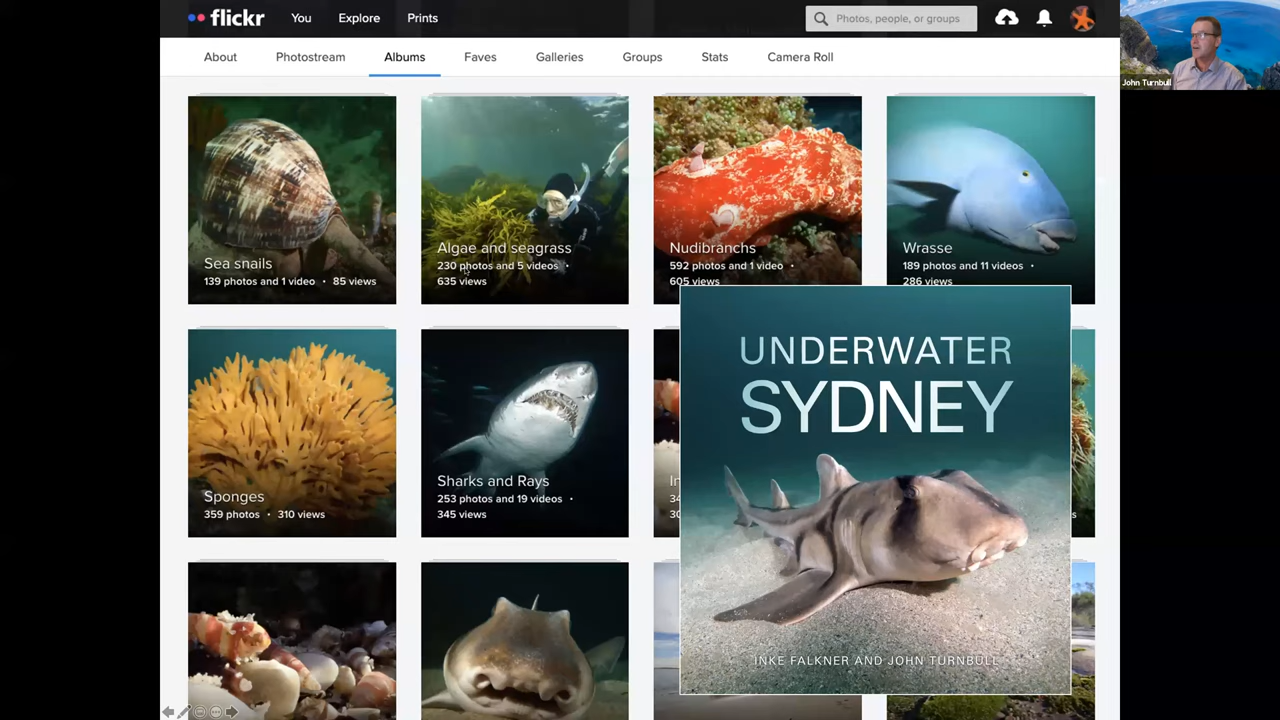 flickr You Explore Prints
Photos, people, or groups
John Turnbull
About Photostream Albums Faves Galleries Groups Stats Camera Roll
Sea snails
139 photos and 1 video • 85 views
Algae and seagrass
230 photos and 5 videos •
635 views
Nudibranchs
592 photos and 1 video •
605 views
Wrasse
189 photos and 11 videos •
286 views
Sponges
359 photos • 310 views
Sharks and Rays
253 photos and 19 videos •
345 views
UNDERWATER
SYDNEY
INKE FALKNER AND JOHN TURNBULL